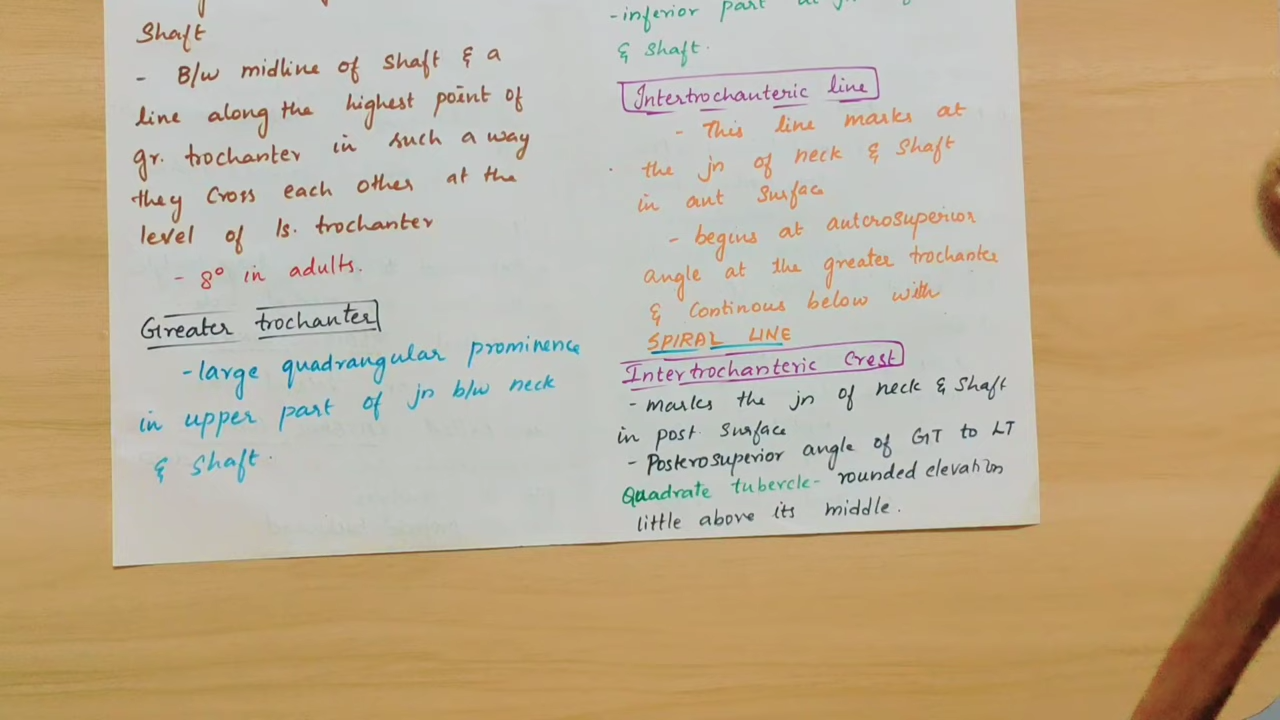 Shaft
- B/w midline of shaft & a
line along the highest point of
gr. trochanter in such a way
they cross each other at the
level of ls. trochanter
- 8° in adults.
Greater trochanter
- large quadrangular prominence
in upper part of jn b/w neck
& shaft.
- inferior part
& shaft.
Intertrochanteric line
- This line marks at
the jn of neck & shaft
in ant surface
- begins at anterosuperior
angle at the greater trochante
& continous below with
SPIRAL LINE
Intertrochanteric Crest
- marks the jn of neck & shaft
in post surface
- Posterosuperior angle of GT to LT
Quadrate tubercle - rounded elevation
little above its middle.